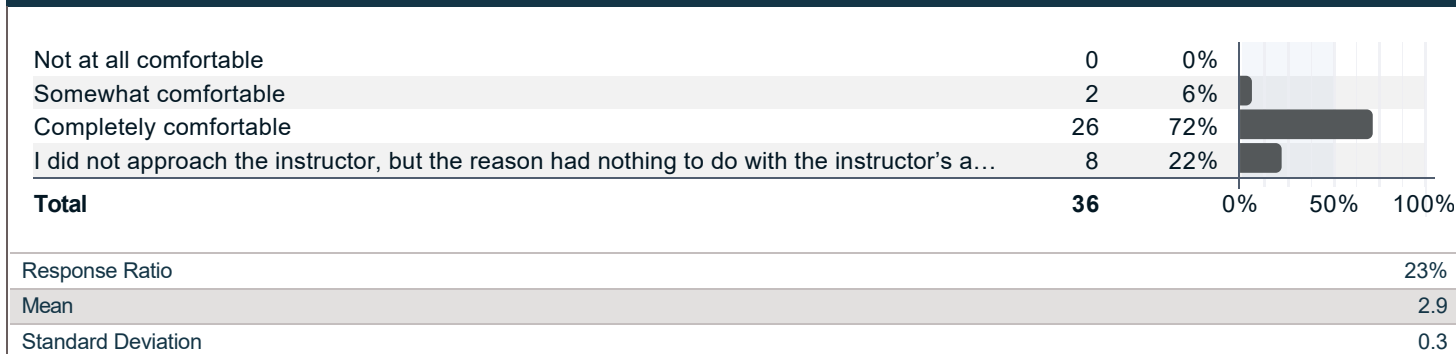 Not at all comfortable 0 0%
Somewhat comfortable 2 6%
Completely comfortable 26 72%
I did not approach the instructor, but the reason had nothing to do with the instructor’s a… 8 22%
Total 36 0% 50% 100%
Response Ratio 23%
Mean 2.9
Standard Deviation 0.3